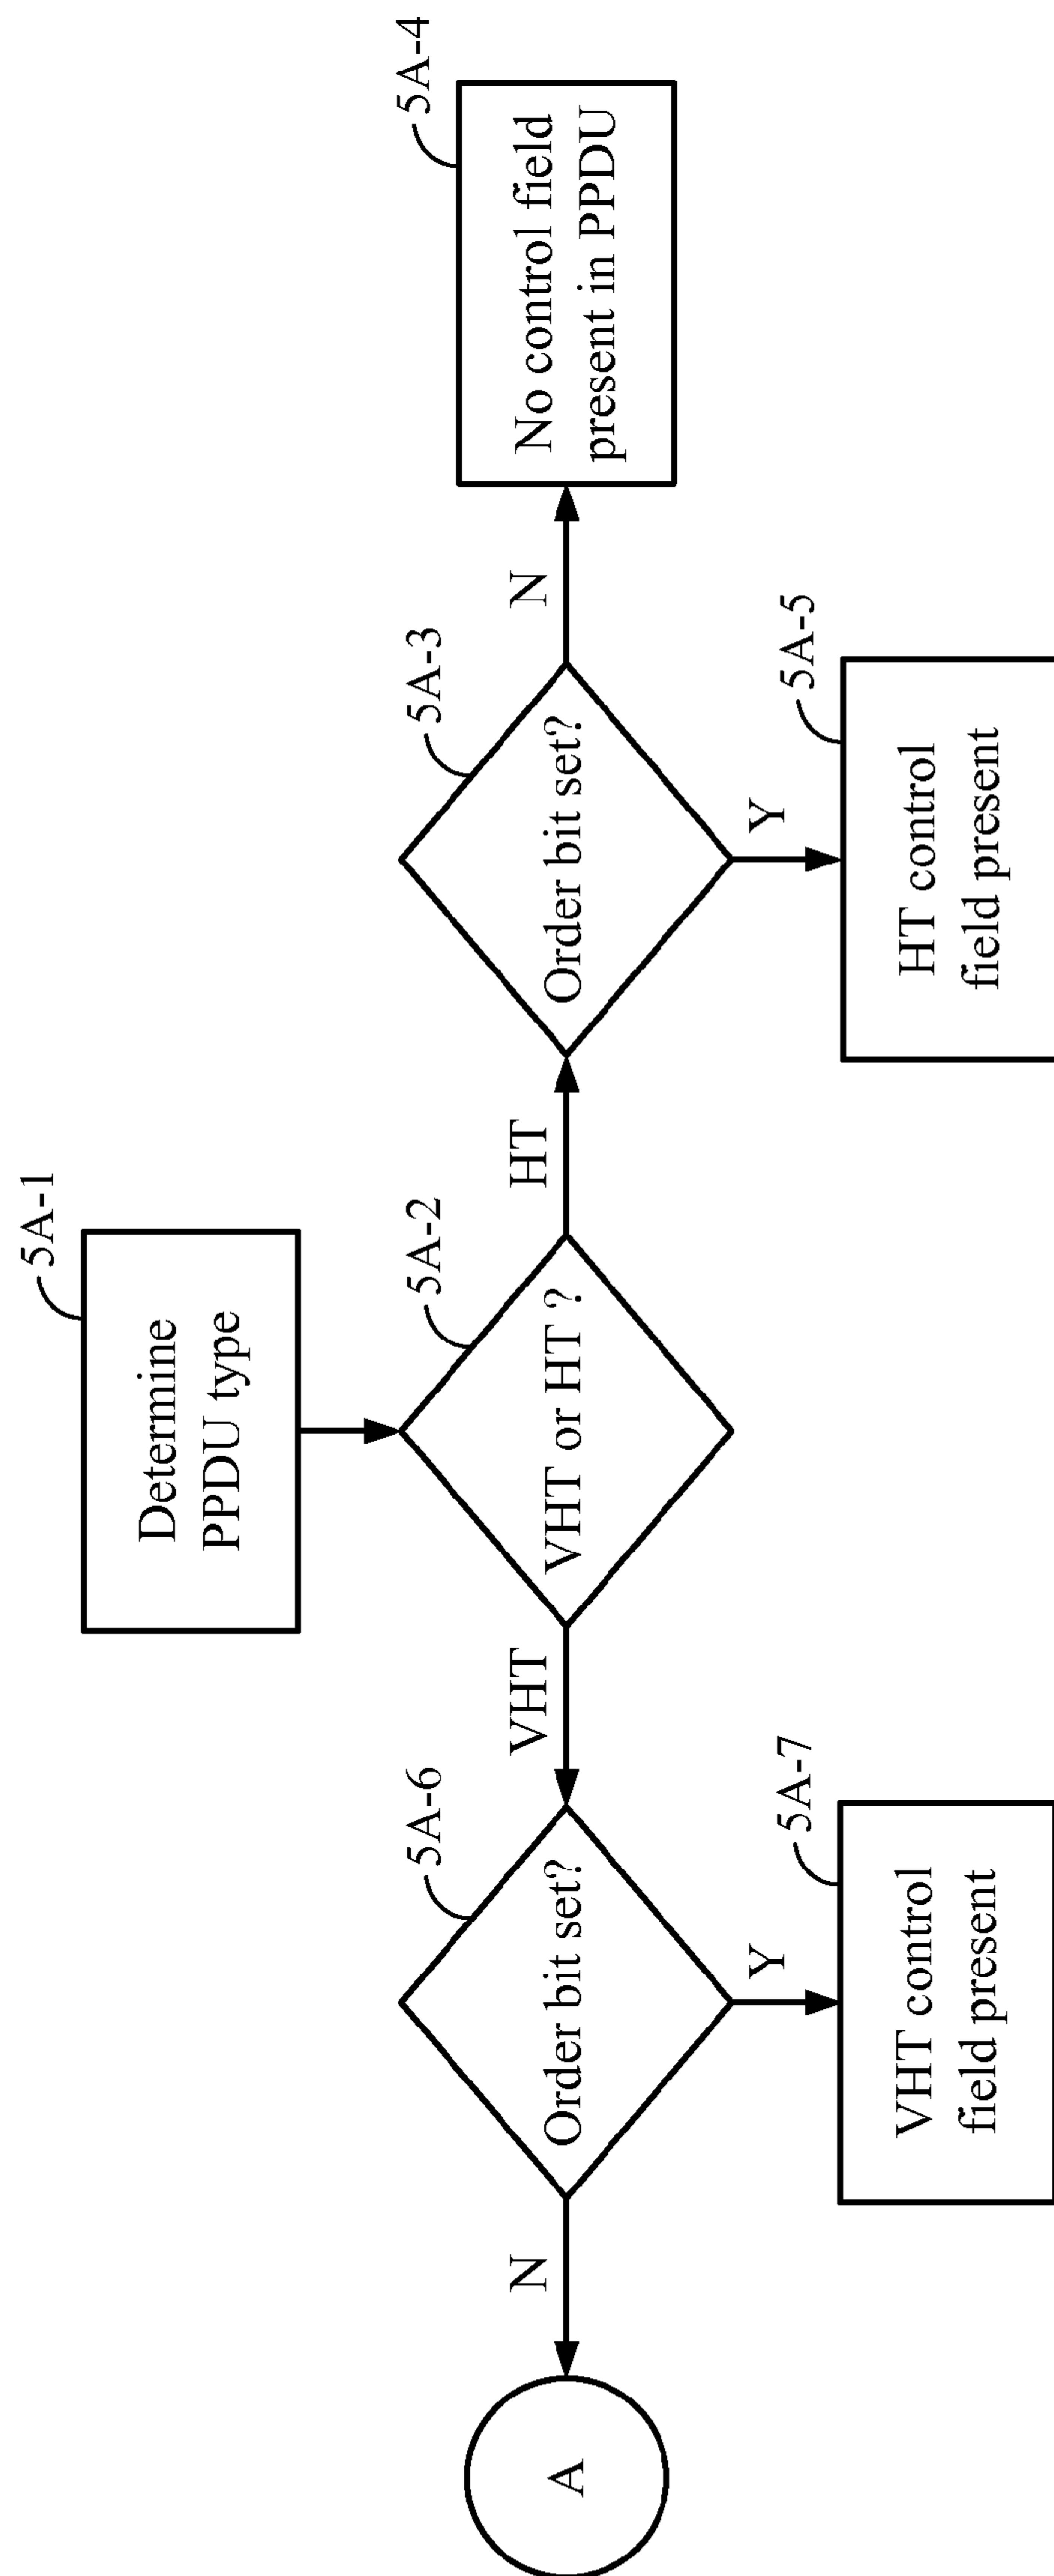 5A-1
Determine
PPDU type
5A-2
VHT or HT ?
VHT
HT
5A-6
Order bit set?
N
A
Y
5A-7
VHT control
field present
5A-3
Order bit set?
N
5A-4
No control field
present in PPDU
Y
5A-5
HT control
field present